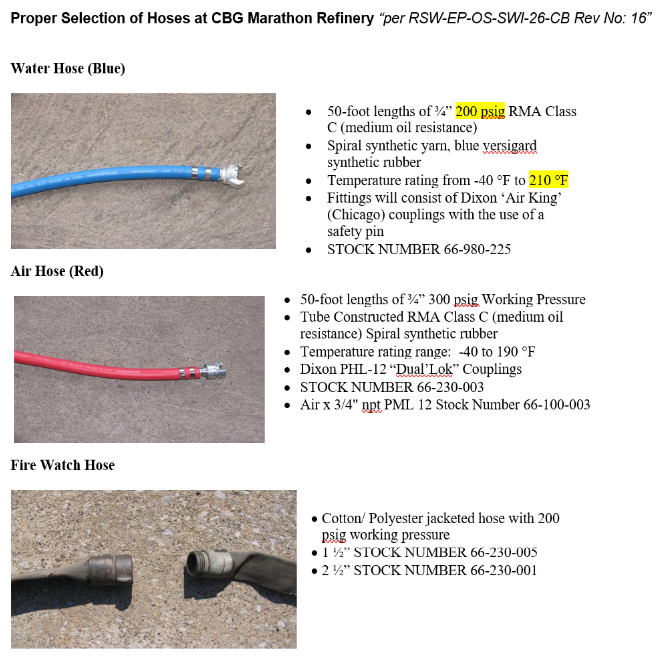 Proper Selection of Hoses at CBG Marathon Refinery “per RSW-EP-OS-SWI-26-CB Rev No: 16”
Water Hose (Blue)
• 50-foot lengths of ¾” 200 psig RMA Class
C (medium oil resistance)
• Spiral synthetic yarn, blue versigard
synthetic rubber
• Temperature rating from -40 °F to 210 °F
• Fittings will consist of Dixon ‘Air King’
(Chicago) couplings with the use of a
safety pin
• STOCK NUMBER 66-980-225
Air Hose (Red)
• 50-foot lengths of ¾” 300 psig Working Pressure
• Tube Constructed RMA Class C (medium oil
resistance) Spiral synthetic rubber
• Temperature rating range: -40 to 190 °F
• Dixon PHL-12 “Dual’Lok” Couplings
• STOCK NUMBER 66-230-003
• Air x 3/4" npt PML 12 Stock Number 66-100-003
Fire Watch Hose
• Cotton/ Polyester jacketed hose with 200
psig working pressure
• 1 ½” STOCK NUMBER 66-230-005
• 2 ½” STOCK NUMBER 66-230-001